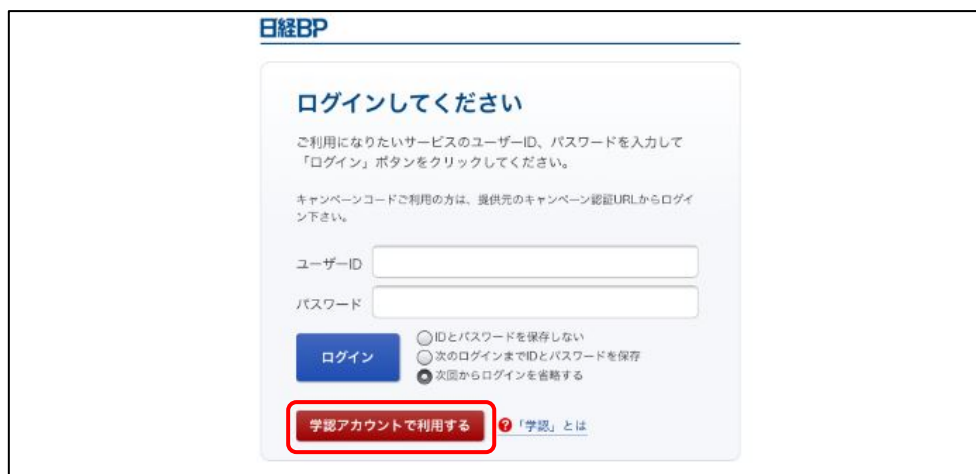 日経BP
ログインしてください
ご利用になりたいサービスのユーザーID、パスワードを入力して
「ログイン」ボタンをクリックしてください。
キャンペーンコードご利用の方は、提供元のキャンペーン認証URLからログイ
ン下さい。
ユーザーID
パスワード
ログイン
IDとパスワードを保存しない
次のログインまでIDとパスワードを保存
次回からログインを省略する
学認アカウントで利用する
?「学認」とは